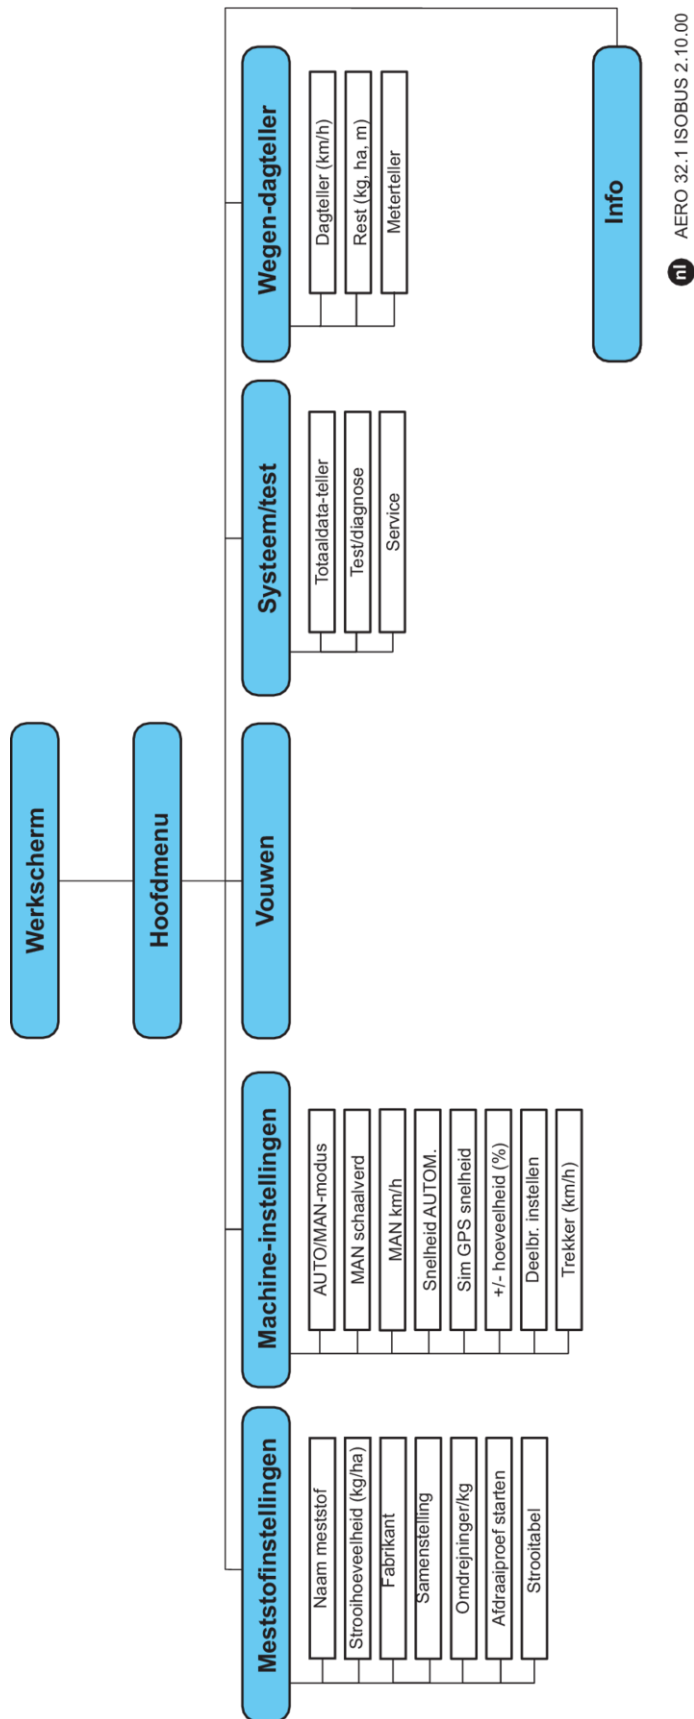 Werkscherm
Hoofdmenu
Meststofinstellingen
Naam meststof
Strooihoeveelheid (kg/ha)
Fabrikant
Samenstelling
Omdrejninger/kg
Afdraaiproef starten
Strooitabel
Machine-instellingen
AUTO/MAN-modus
MAN schaalverd
MAN km/h
Snelheid AUTOM.
Sim GPS snelheid
+/- hoeveelheid (%)
Deelbr. instellen
Trekker (km/h)
Vouwen
Systeem/test
Totaaldata-teller
Test/diagnose
Service
Wegen-dagteller
Dagteller (km/h)
Rest (kg, ha, m)
Meterteller
Info
nl AERO 32.1 ISOBUS 2.10.00